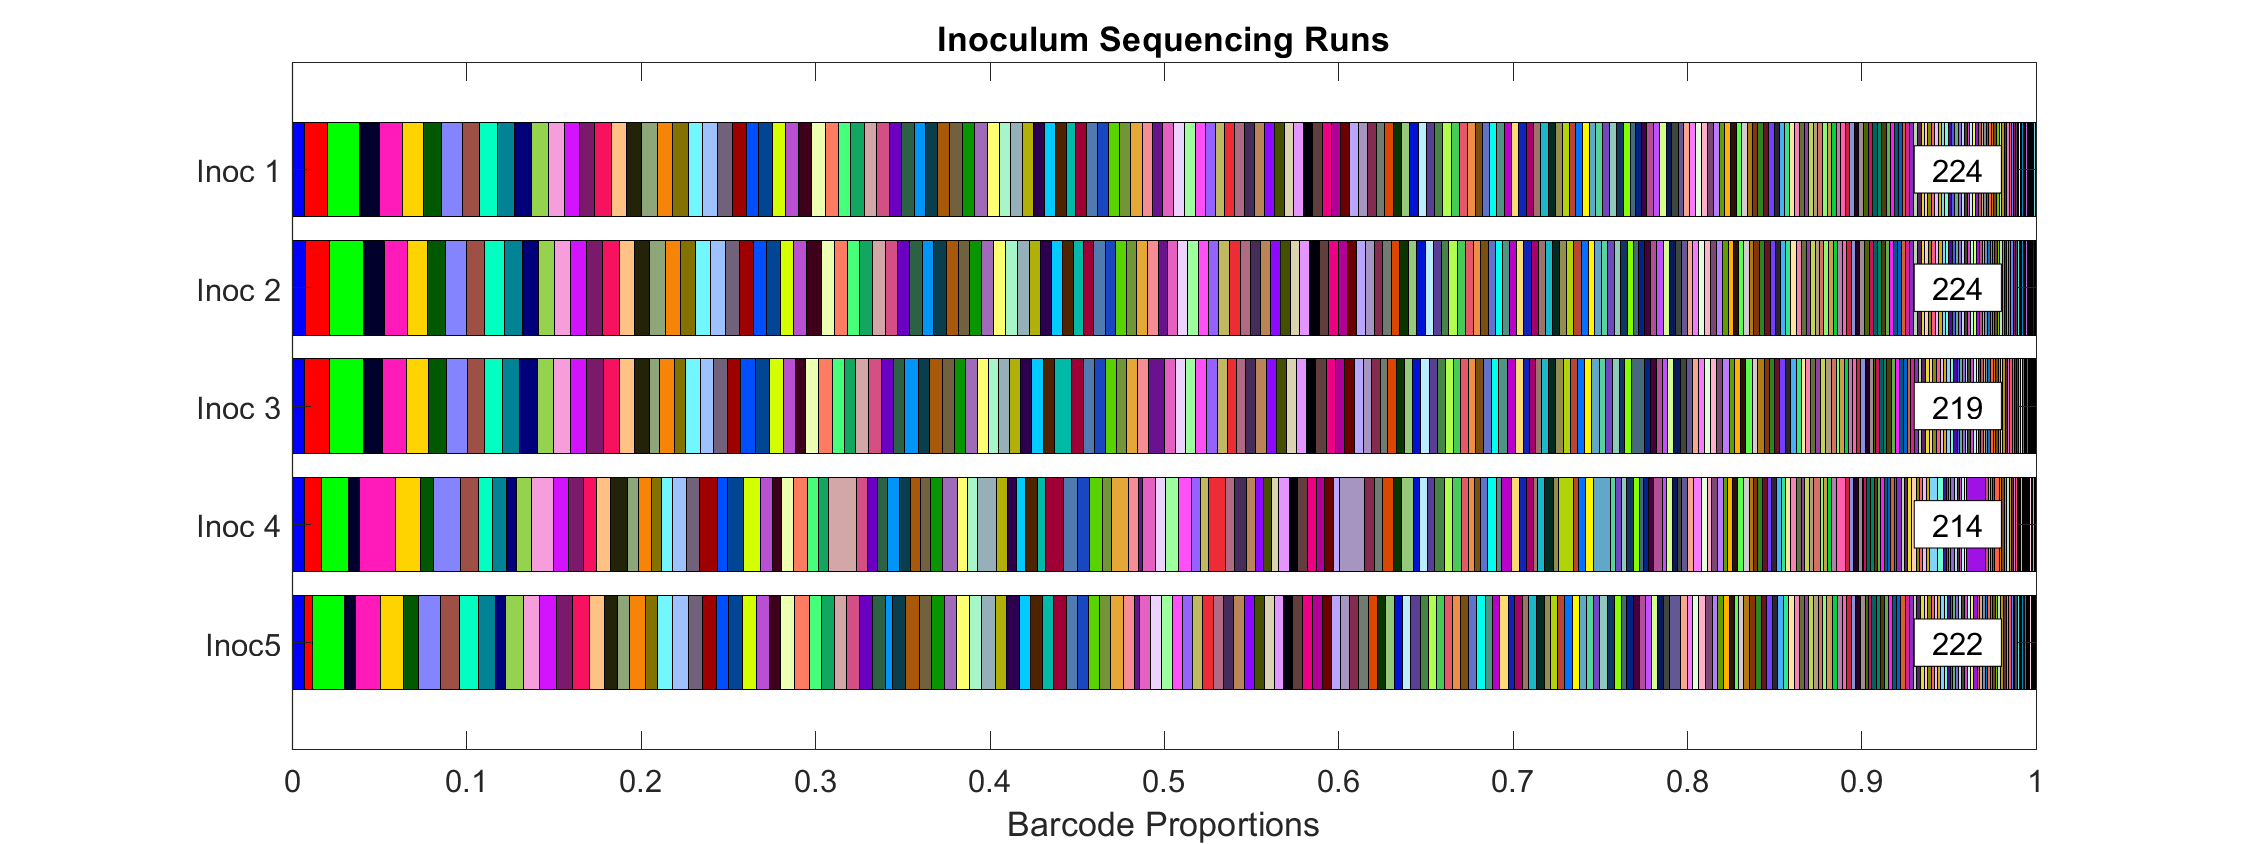 Inoculum Sequencing Runs
Inoc 1
224
Inoc 2
224
Inoc 3
219
Inoc 4
214
Inoc5
222
0 0.1 0.2 0.3 0.4 0.5 0.6 0.7 0.8 0.9 1
Barcode Proportions